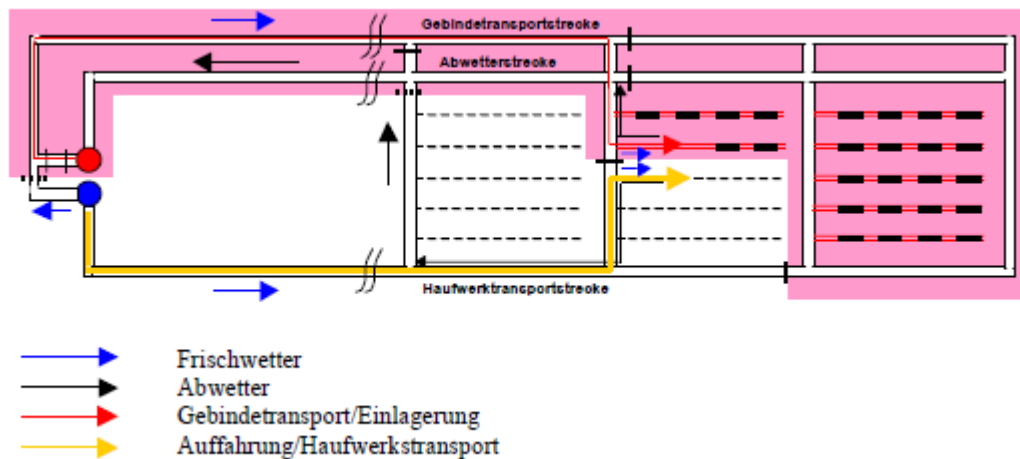 Gebindetransportstrecke
Abwetterstrecke
Haufwerktransportstrecke
Frischwetter
Abwetter
Gebindetransport/Einlagerung
Auffahrung/Haufwerkstransport